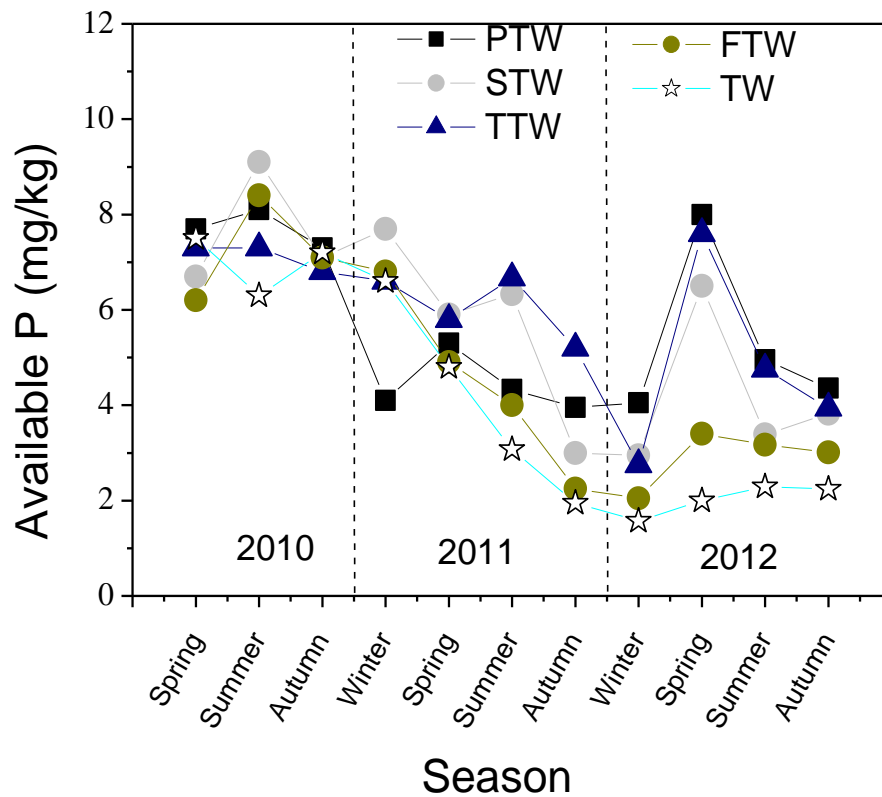 12
10
8
6
4
2
0
Available P (mg/kg)
PTW
STW
TTW
FTW
TW
2010
2011
2012
Spring
Summer
Autumn
Winter
Spring
Summer
Autumn
Winter
Spring
Summer
Autumn
Season